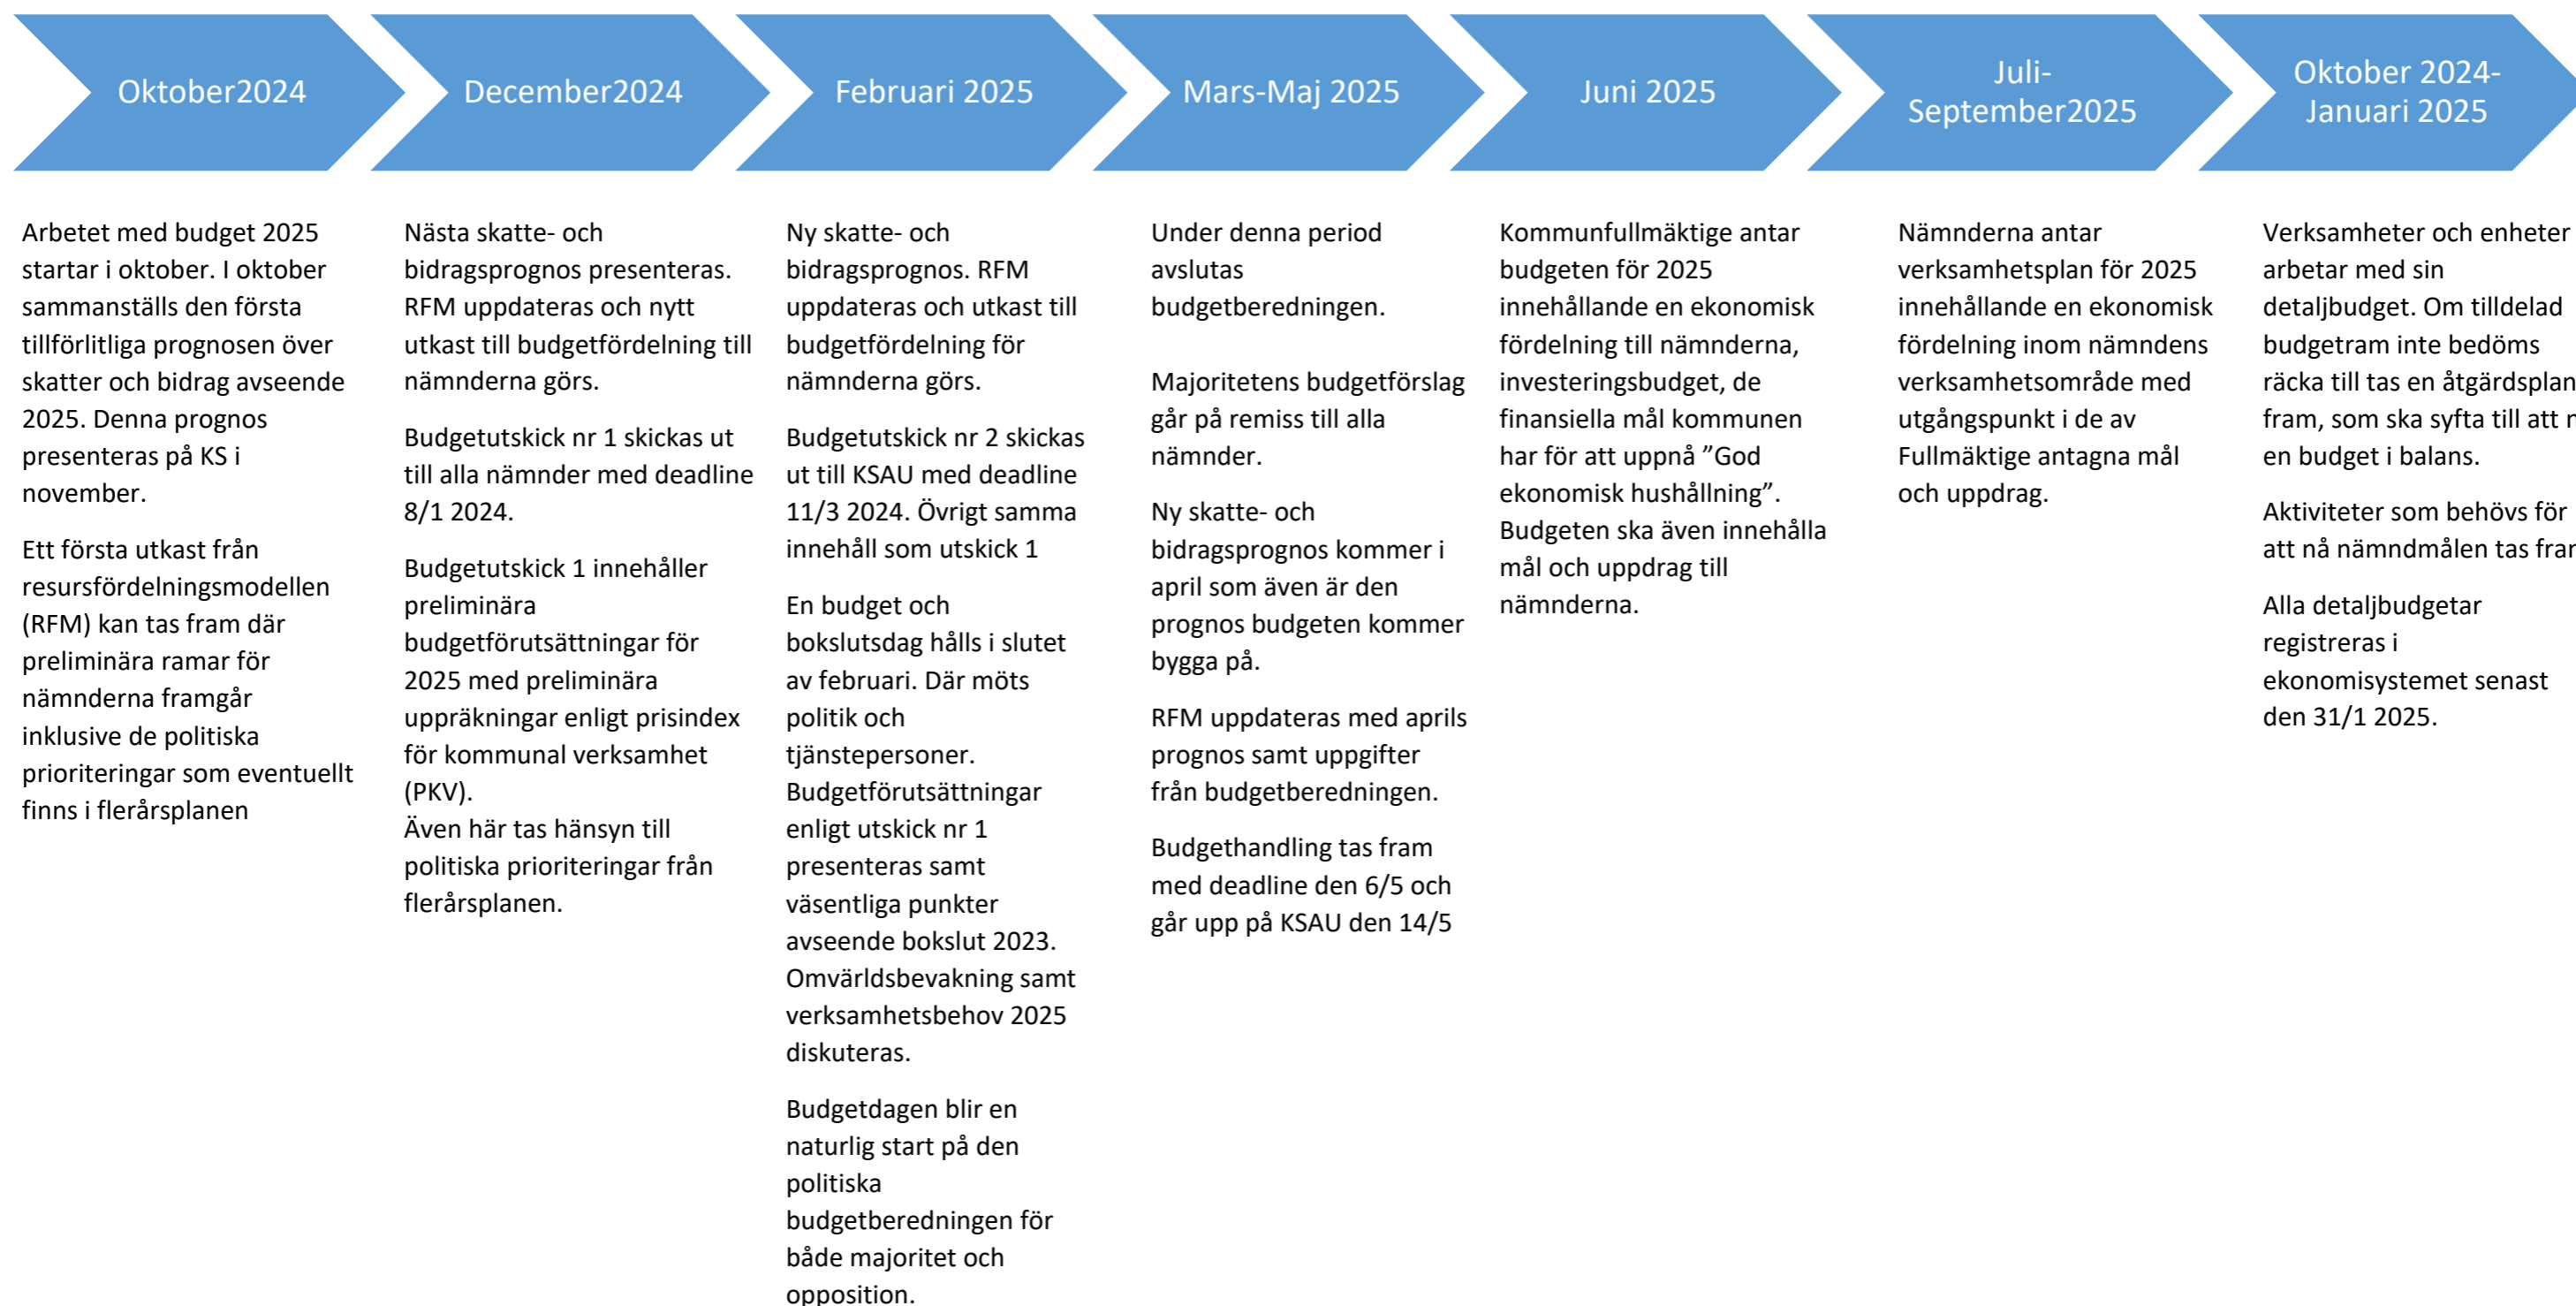 Oktober2024
December2024
Februari 2025
Mars-Maj 2025
Juni 2025
Juli-
September2025
Oktober 2024-
Januari 2025
Arbetet med budget 2025
startar i oktober. I oktober
sammanställs den första
tillförlitliga prognosen över
skatter och bidrag avseende
2025. Denna prognos
presenteras på KS i
november.
Ett första utkast från
resursfördelningsmodellen
(RFM) kan tas fram där
preliminära ramar för
nämnderna framgår
inklusive de politiska
prioriteringar som eventuellt
finns i flerårsplanen
Nästa skatte- och
bidragsprognos presenteras.
RFM uppdateras och nytt
utkast till budgetfördelning till
nämnderna görs.
Budgetutskick nr 1 skickas ut
till alla nämnder med deadline
8/1 2024.
Budgetutskick 1 innehåller
preliminära
budgetförutsättningar för
2025 med preliminära
uppräkningar enligt prisindex
för kommunal verksamhet
(PKV).
Även här tas hänsyn till
politiska prioriteringar från
flerårsplanen.
Ny skatte- och
bidragsprognos. RFM
uppdateras och utkast till
budgetfördelning för
nämnderna görs.
Budgetutskick nr 2 skickas
ut till KSAU med deadline
11/3 2024. Övrigt samma
innehåll som utskick 1
En budget och
bokslutsdag hålls i slutet
av februari. Där möts
politik och
tjänstepersoner.
Budgetförutsättningar
enligt utskick nr 1
presenteras samt
väsentliga punkter
avseende bokslut 2023.
Omvärldsbevakning samt
verksamhetsbehov 2025
diskuteras.
Budgetdagen blir en
naturlig start på den
politiska
budgetberedningen för
både majoritet och
opposition.
Under denna period
avslutas
budgetberedningen.
Majoritetens budgetförslag
går på remiss till alla
nämnder.
Ny skatte- och
bidragsprognos kommer i
april som även är den
prognos budgeten kommer
bygga på.
RFM uppdateras med aprils
prognos samt uppgifter
från budgetberedningen.
Budgethandling tas fram
med deadline den 6/5 och
går upp på KSAU den 14/5
Kommunfullmäktige antar
budgeten för 2025
innehållande en ekonomisk
fördelning till nämnderna,
investeringsbudget, de
finansiella mål kommunen
har för att uppnå ”God
ekonomisk hushållning”.
Budgeten ska även innehålla
mål och uppdrag till
nämnderna.
Nämnderna antar
verksamhetsplan för 2025
innehållande en ekonomisk
fördelning inom nämndens
verksamhetsområde med
utgångspunkt i de av
Fullmäktige antagna mål
och uppdrag.
Verksamheter och enheter
arbetar med sin
detaljbudget. Om tilldelad
budgetram inte bedöms
räcka till tas en åtgärdsplan
fram, som ska syfta till att
en budget i balans.
Aktiviteter som behövs för
att nå nämndmålen tas
Alla detaljbudgetar
registreras i
ekonomisystemet senast
den 31/1 2025.